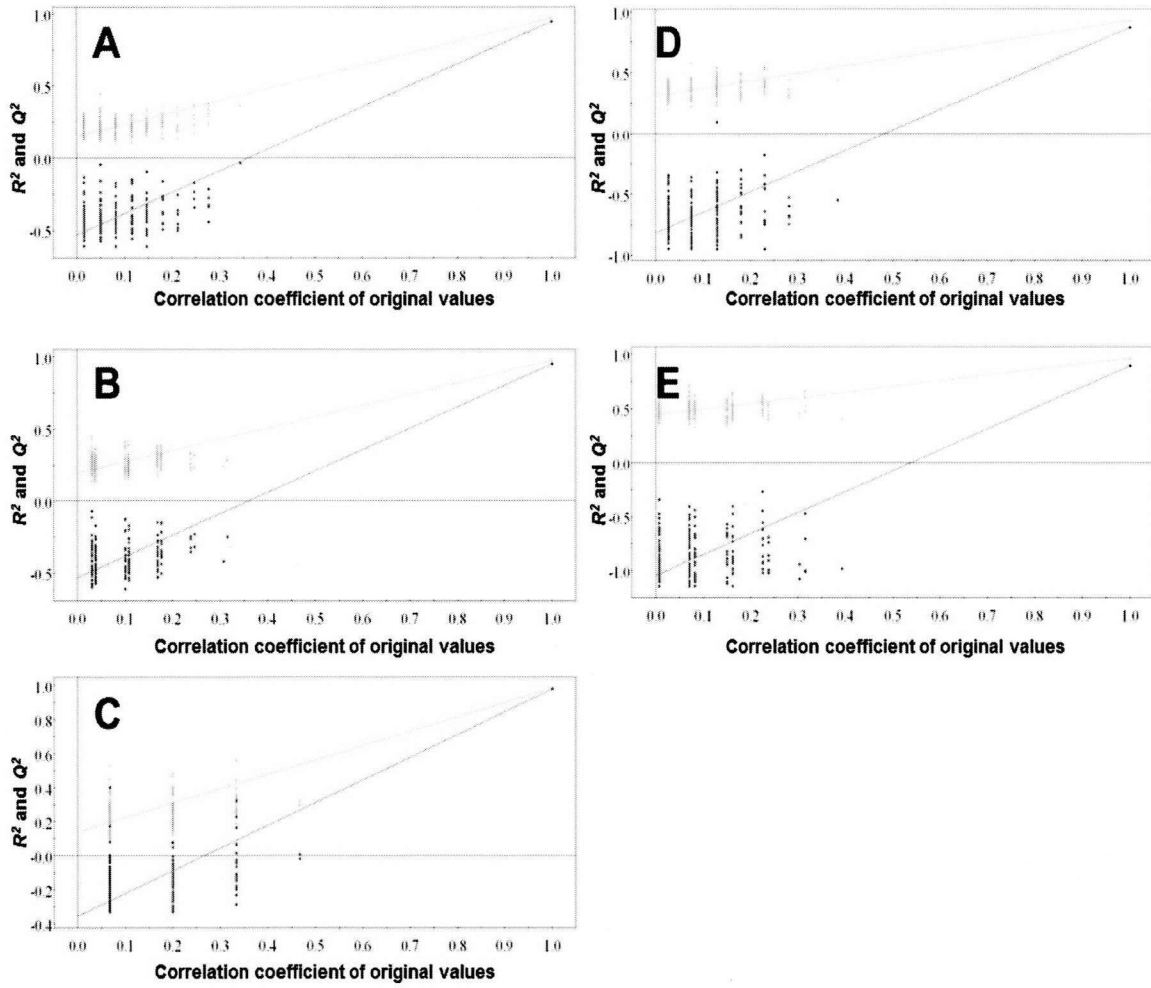 A
R² and Q²
1.0
0.5
0.0
-0.5
0.0 0.1 0.2 0.3 0.4 0.5 0.6 0.7 0.8 0.9 1.0
Correlation coefficient of original values
D
R² and Q²
1.0
0.5
0.0
-0.5
-1.0
0.0 0.1 0.2 0.3 0.4 0.5 0.6 0.7 0.8 0.9 1.0
Correlation coefficient of original values
B
R² and Q²
1.0
0.5
0.0
-0.5
0.0 0.1 0.2 0.3 0.4 0.5 0.6 0.7 0.8 0.9 1.0
Correlation coefficient of original values
E
R² and Q²
1.0
0.5
0.0
-0.5
-1.0
0.0 0.1 0.2 0.3 0.4 0.5 0.6 0.7 0.8 0.9 1.0
Correlation coefficient of original values
C
R² and Q²
1.0
0.8
0.6
0.4
0.2
-0.0
-0.2
-0.4
0.0 0.1 0.2 0.3 0.4 0.5 0.6 0.7 0.8 0.9 1.0
Correlation coefficient of original values